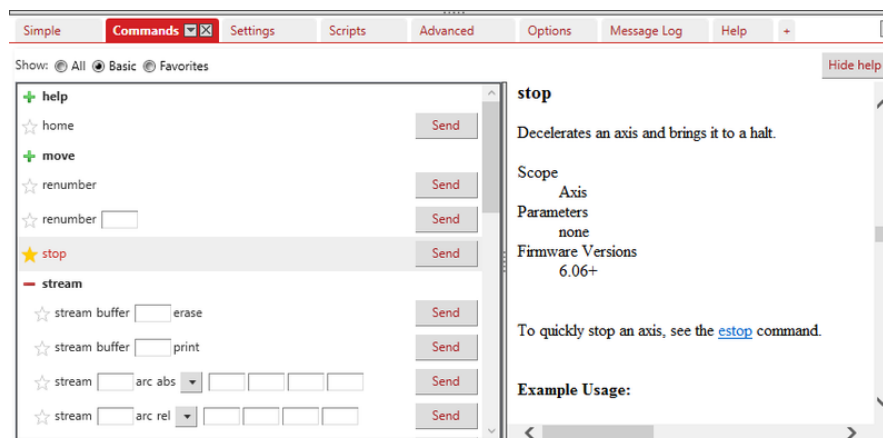 Simple Commands Settings Scripts Advanced Options Message Log Help +
Show: All Basic Favorites Hide help
help
home Send
move
renumber Send
renumber Send
stop Send
stream
stream buffer erase Send
stream buffer print Send
stream arc abs Send
stream arc rel Send
stop
Decelerates an axis and brings it to a halt.
Scope
Axis
Parameters
none
Firmware Versions
6.06+
To quickly stop an axis, see the estop command.
Example Usage: